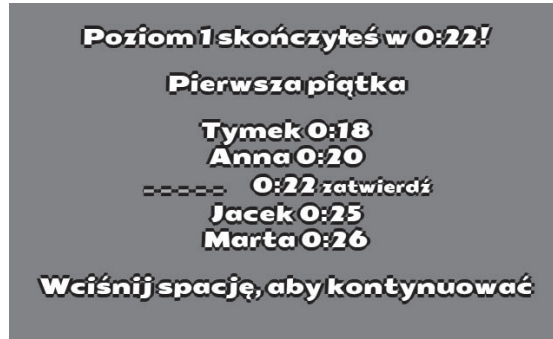 Poziom 1 skończyłeś w 0:22!
Pierwsza piątka
Tymek 0:18
Anna 0:20
_____ 0:22 zatwierdź
Jacek 0:25
Marta 0:26
Wciśnij spację, aby kontynuować